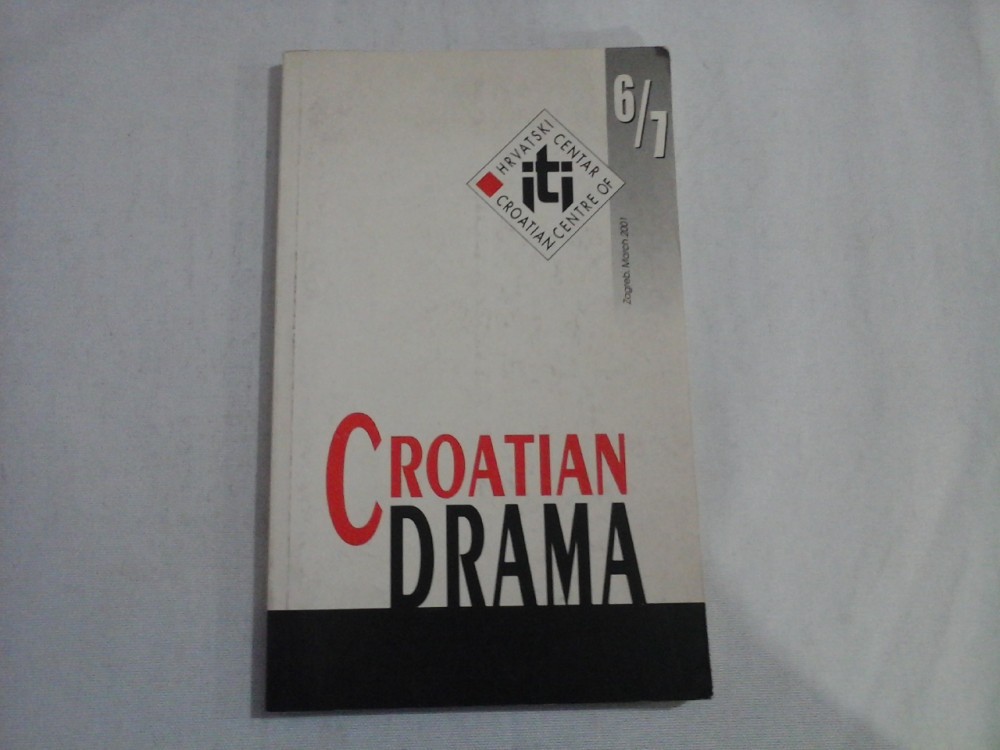 6/7
HRVATSKI
CENTAR
iti
CROATIAN
CENTRE OF
Zagreb, March 2001
CROATIAN
DRAMA